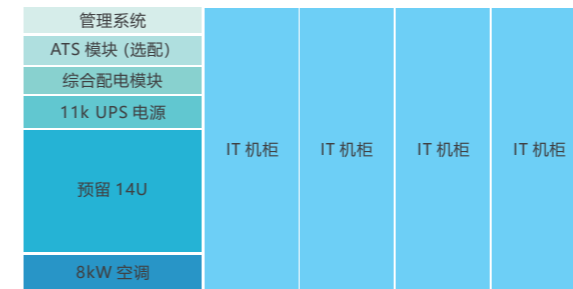 管理系统
ATS 模块 (选配)
综合配电模块
11k UPS 电源
预留 14U
8kW 空调
IT 机柜
IT 机柜
IT 机柜
IT 机柜